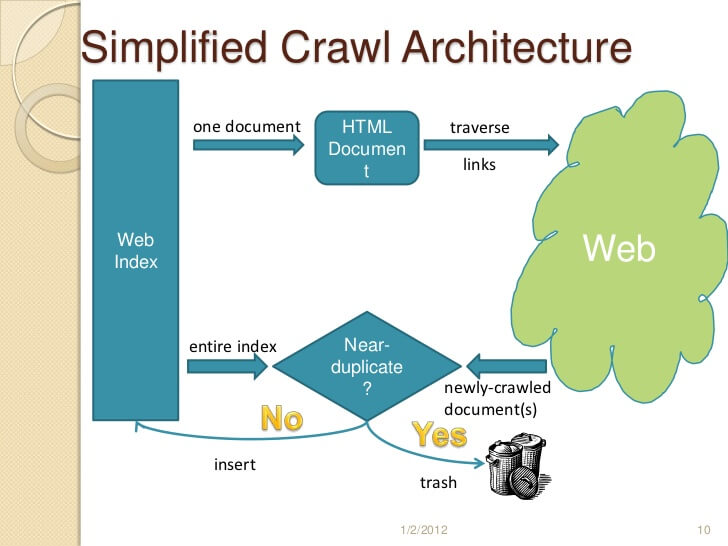 Simplified Crawl Architecture
one document
HTML
Documen
t
traverse
links
Web
Index
Web
entire index
Near-
duplicate
?
newly-crawled
document(s)
No
Yes
insert
trash
1/2/2012
10